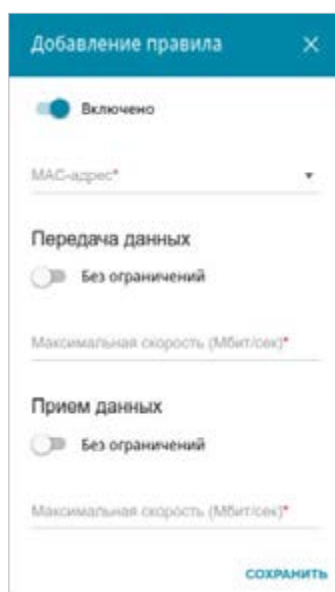 Добавление правила
Включено
MAC-адрес*
Передача данных
Без ограничений
Максимальная скорость (Мбит/сек)*
Прием данных
Без ограничений
Максимальная скорость (Мбит/сек)*
СОХРАНИТЬ